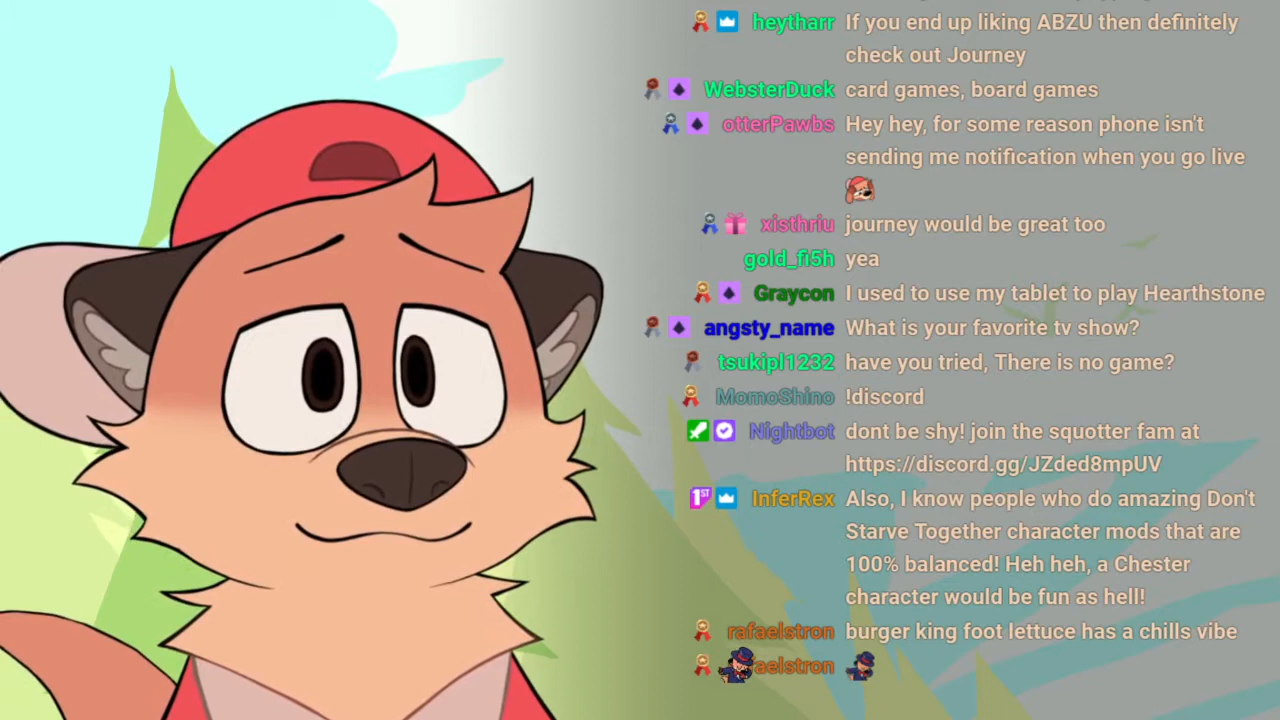 heytharr If you end up liking ABZU then definitely
check out Journey
WebsterDuck card games, board games
otterPawbs Hey hey, for some reason phone isn't
sending me notification when you go live
xisthriu journey would be great too
gold_fi5h yea
Graycon I used to use my tablet to play Hearthstone
angsty_name What is your favorite tv show?
tsukipl1232 have you tried, There is no game?
MomoShino !discord
Nightbot dont be shy! join the squotter fam at
https://discord.gg/JZded8mpUV
1ST InferRex Also, I know people who do amazing Don't
Starve Together character mods that are
100% balanced! Heh heh, a Chester
character would be fun as hell!
rafaelstron burger king foot lettuce has a chills vibe
aelstron